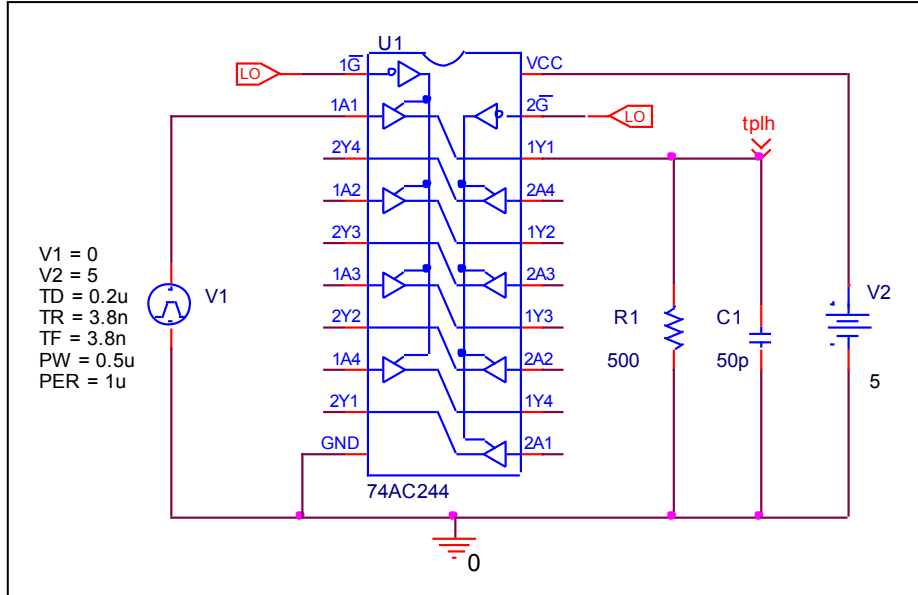 U1
LO
1G̅
VCC
1A1
2G̅
LO
tplh
2Y4
1Y1
1A2
2A4
2Y3
1Y2
V1 = 0
V2 = 5
TD = 0.2u
TR = 3.8n
TF = 3.8n
PW = 0.5u
PER = 1u
V1
1A3
2A3
2Y2
1Y3
R1
500
C1
50p
V2
5
1A4
2A2
2Y1
1Y4
GND
2A1
74AC244
0